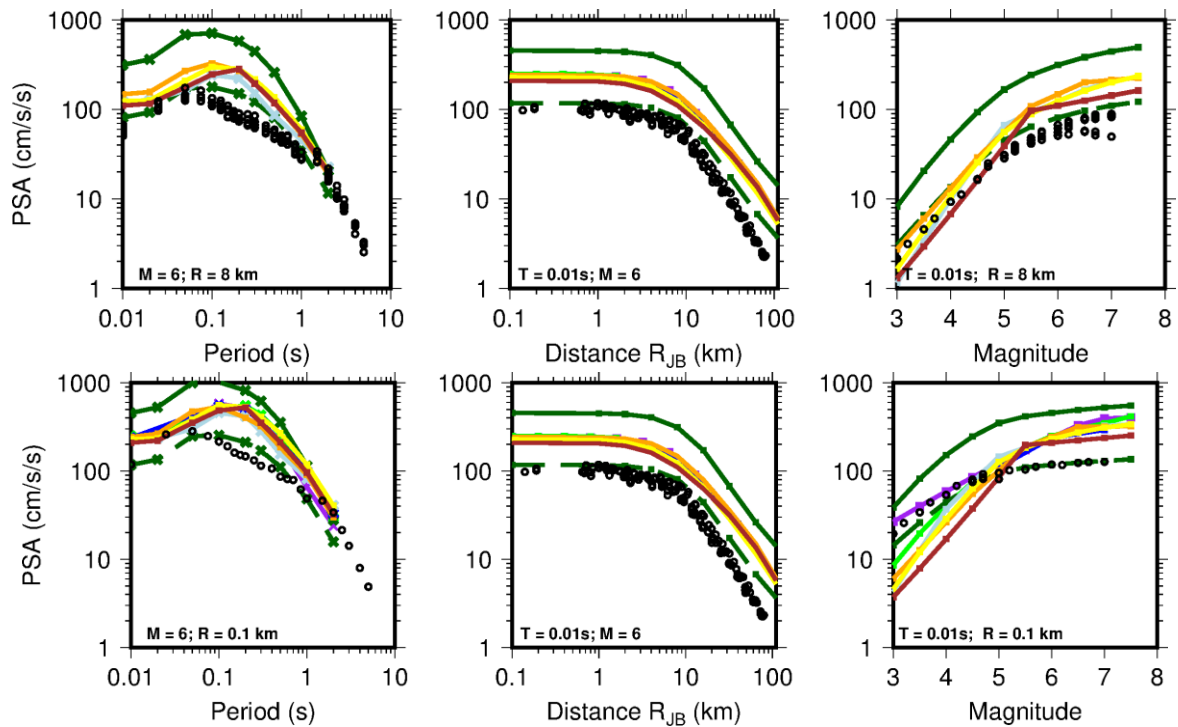 PSA (cm/s/s)
1000
100
10
1
M = 6; R = 8 km
0.01 0.1 1 10
Period (s)
1000
100
10
1
T = 0.01s; M = 6
0.1 1 10 100
Distance R_JB (km)
1000
100
10
1
T = 0.01s; R = 8 km
3 4 5 6 7 8
Magnitude
PSA (cm/s/s)
1000
100
10
1
M = 6; R = 0.1 km
0.01 0.1 1 10
Period (s)
1000
100
10
1
T = 0.01s; M = 6
0.1 1 10 100
Distance R_JB (km)
1000
100
10
1
T = 0.01s; R = 0.1 km
3 4 5 6 7 8
Magnitude